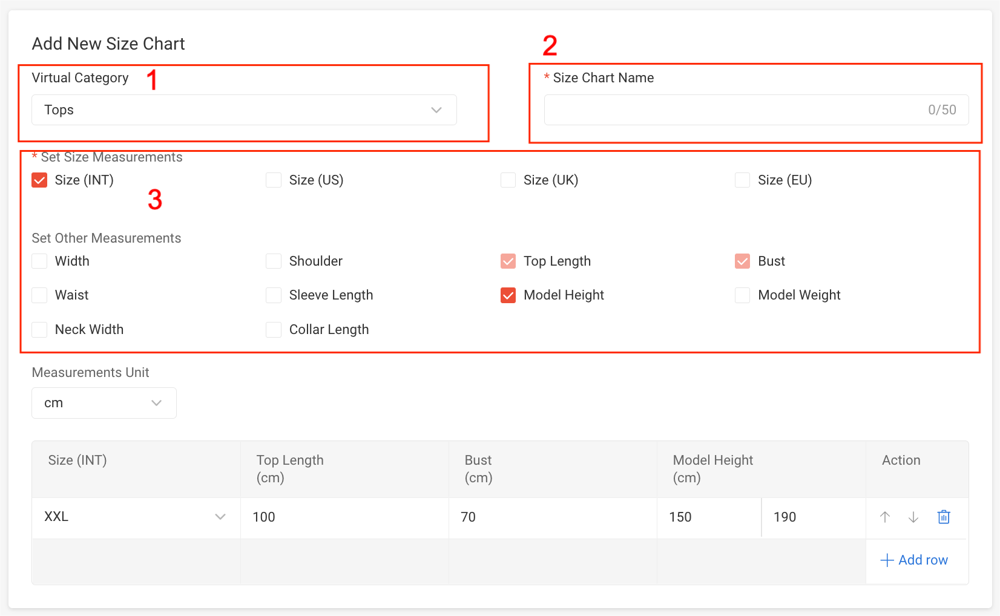 Add New Size Chart
2
Virtual Category 1
* Size Chart Name
Tops
0/50
* Set Size Measurements
Size (INT) Size (US) Size (UK) Size (EU)
3
Set Other Measurements
Width Shoulder Top Length Bust
Waist Sleeve Length Model Height Model Weight
Neck Width Collar Length
Measurements Unit
cm
Size (INT) Top Length Bust Model Height Action
(cm) (cm) (cm)
XXL 100 70 150 190
Add row